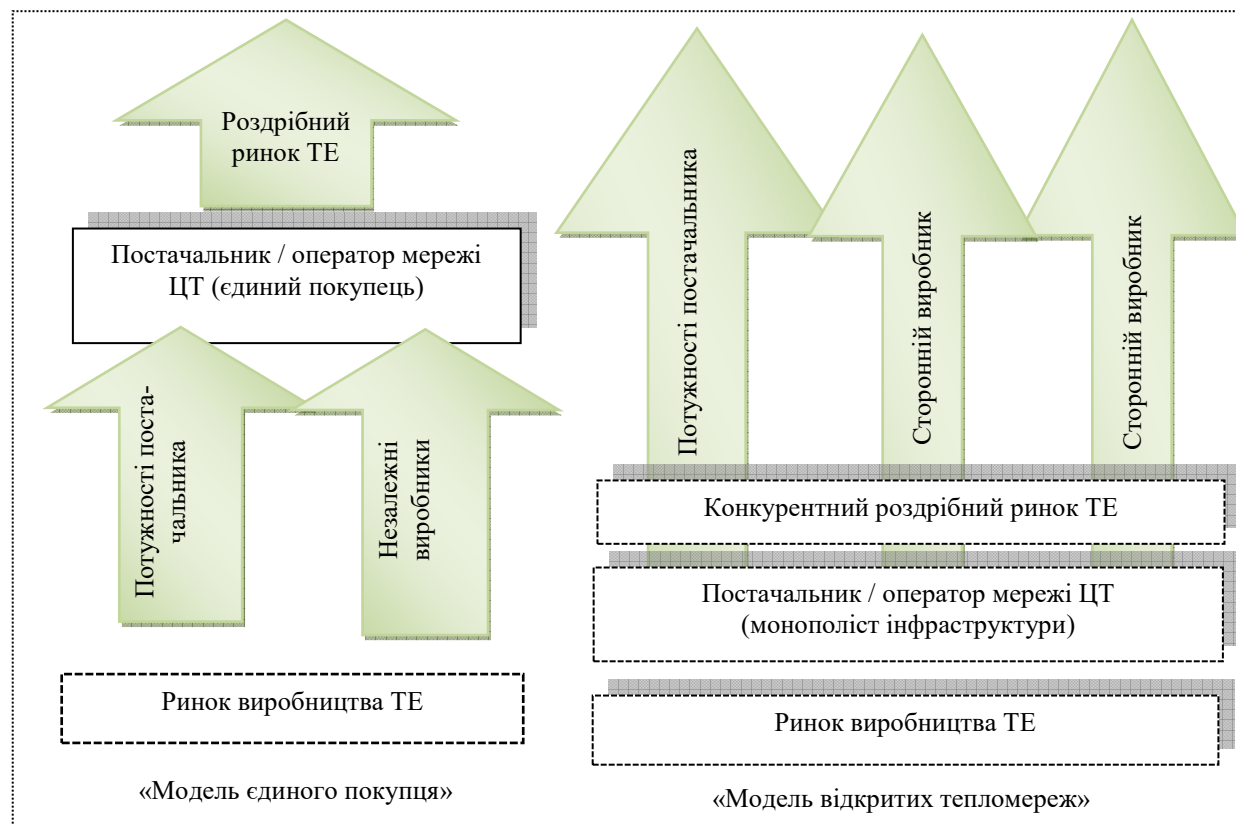 Роздрібний
ринок ТЕ
Постачальник / оператор мережі
ЦТ (єдиний покупець)
Потужності поста-
чальника
Незалежні
виробники
Ринок виробництва ТЕ
«Модель єдиного покупця»
Потужності постачальника
Сторонній виробник
Сторонній виробник
Конкурентний роздрібний ринок ТЕ
Постачальник / оператор мережі ЦТ
(монополіст інфраструктури)
Ринок виробництва ТЕ
«Модель відкритих тепломереж»